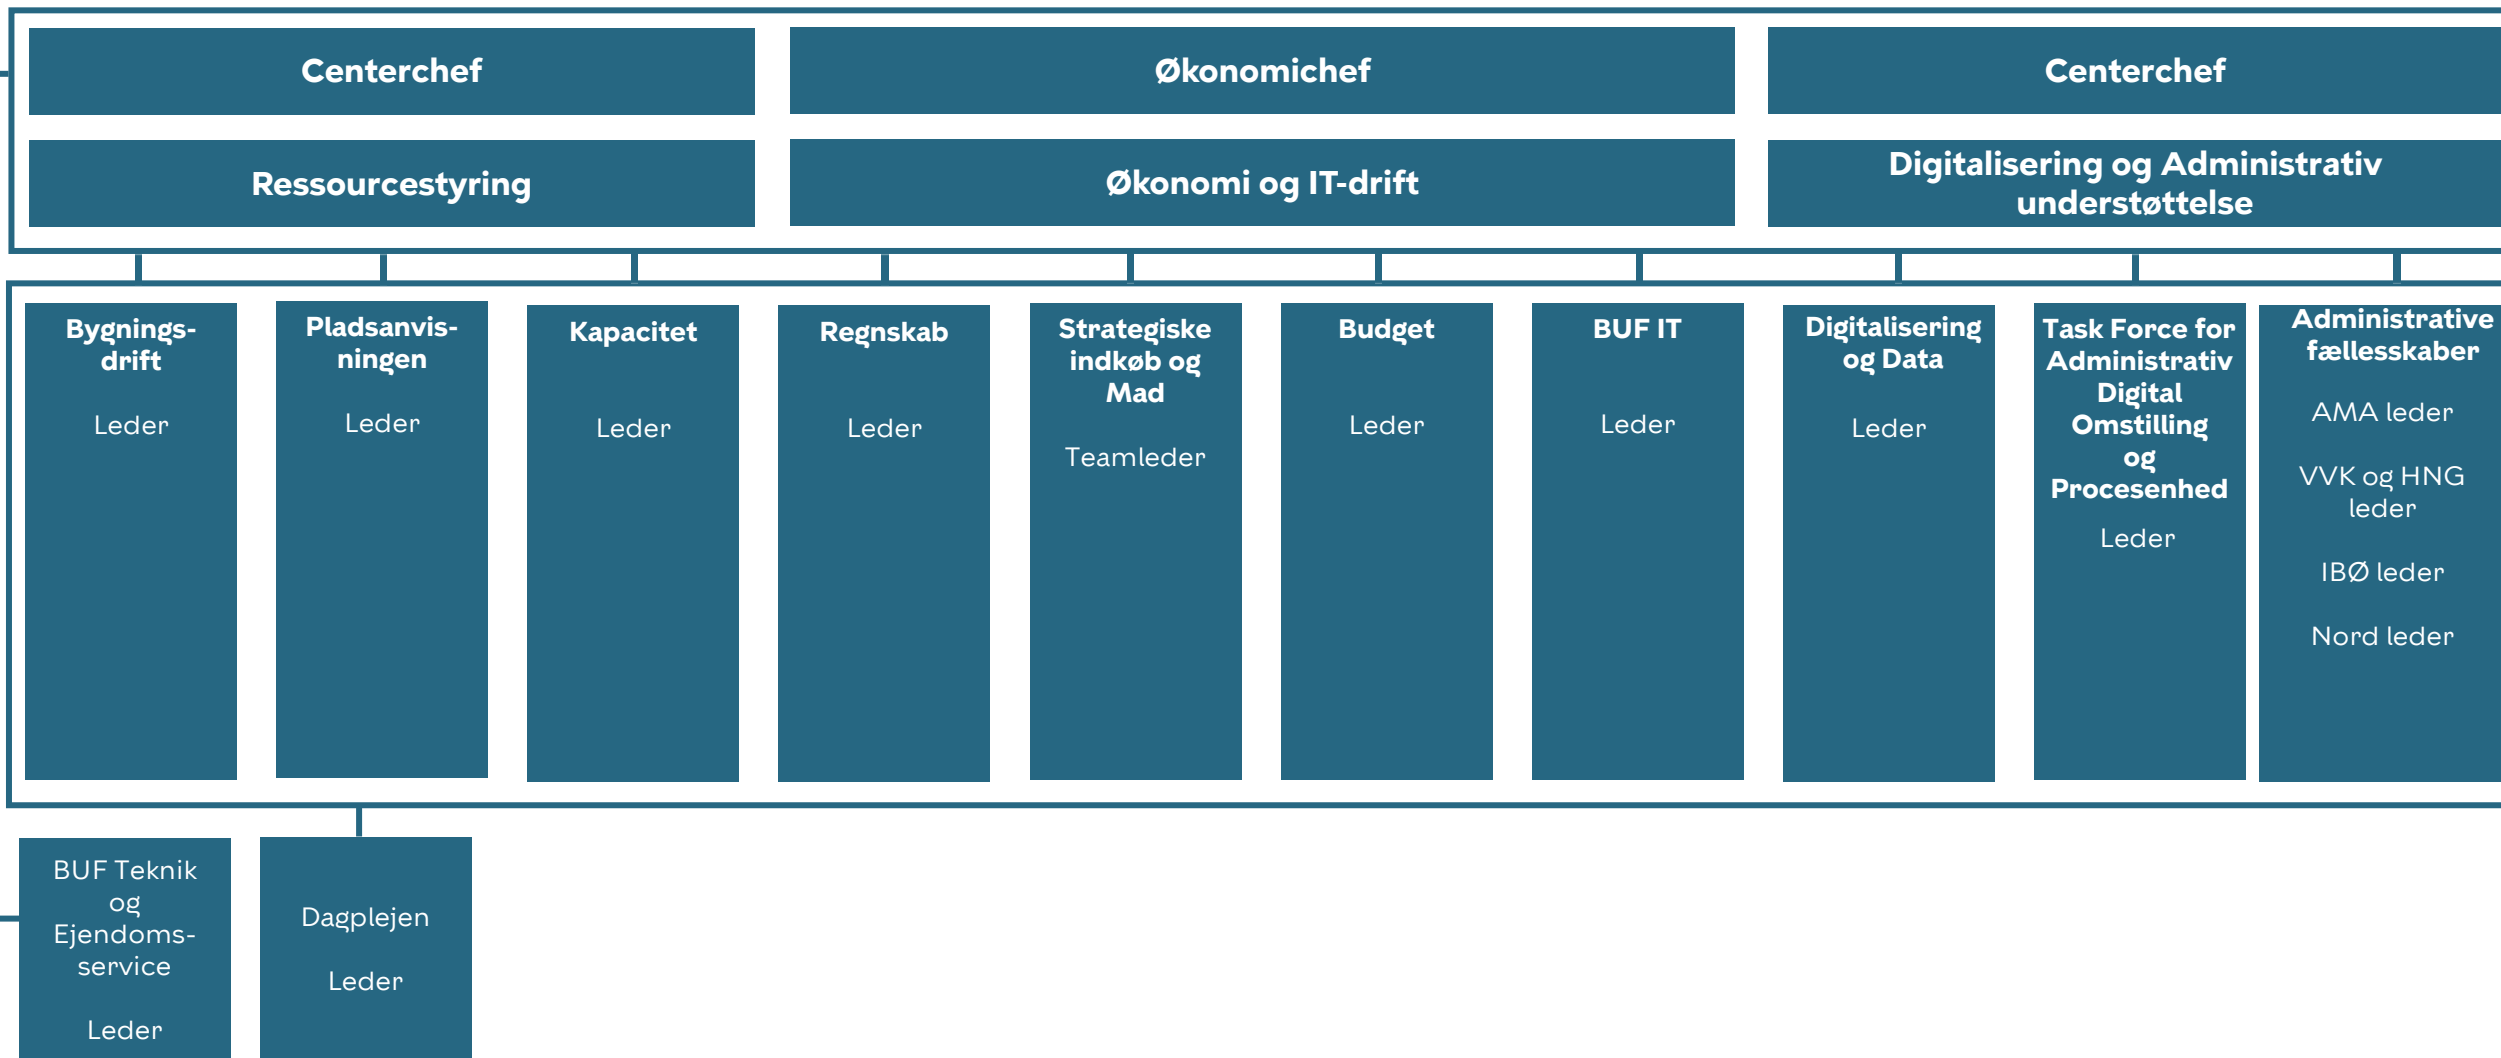 Centerchef
Økonomichef
Centerchef
Ressourcestyring
Økonomi og IT-drift
Digitalisering og Administrativ
understøttelse
Bygnings-
drift
Leder
Pladsanvis-
ningen
Leder
Kapacitet
Leder
Regnskab
Leder
Strategiske
indkøb og
Mad
Teamleder
Budget
Leder
BUF IT
Leder
Digitalisering
og Data
Leder
Task Force for
Administrativ
Digital
Omstilling
og
Procesenhed
Leder
Administrative
fællesskaber
AMA leder
VVK og HNG
leder
IBØ leder
Nord leder
BUF Teknik
og
Ejendoms-
service
Leder
Dagplejen
Leder